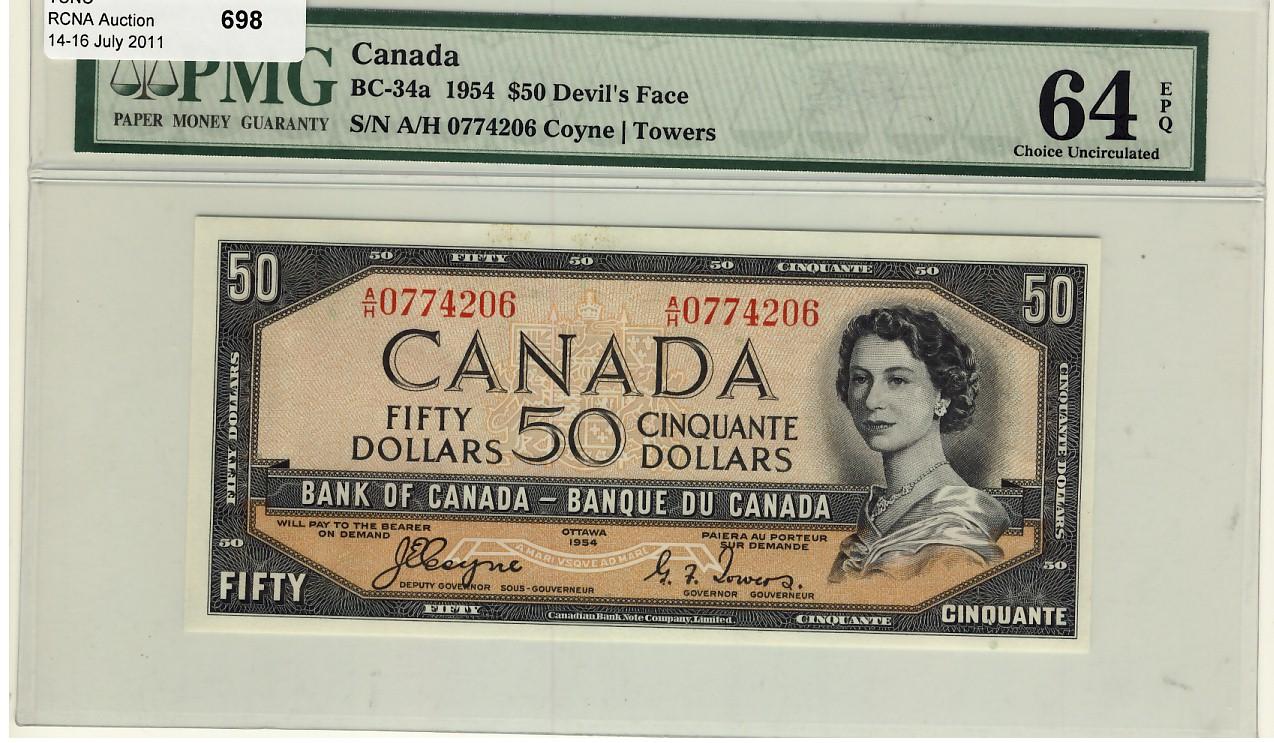 RCNA Auction 698
14-16 July 2011
PMG
PAPER MONEY GUARANTY
Canada
BC-34a 1954 $50 Devil's Face
S/N A/H 0774206 Coyne | Towers
64
EPQ
Choice Uncirculated
50 50 FIFTY 50 50 CINQUANTE 50 50
A/H 0774206 A/H 0774206
CANADA
FIFTY DOLLARS 50 CINQUANTE DOLLARS
FIFTY DOLLARS
CINQUANTE DOLLARS
BANK OF CANADA – BANQUE DU CANADA
WILL PAY TO THE BEARER
ON DEMAND
OTTAWA
1954
PAIERA AU PORTEUR
SUR DEMANDE
A MARI VSQVE AD MARE
50 50
J E Coyne G. F. Towers.
DEPUTY GOVERNOR SOUS-GOUVERNEUR
GOVERNOR GOUVERNEUR
FIFTY CINQUANTE
FIFTY Canadian Bank Note Company, Limited. CINQUANTE